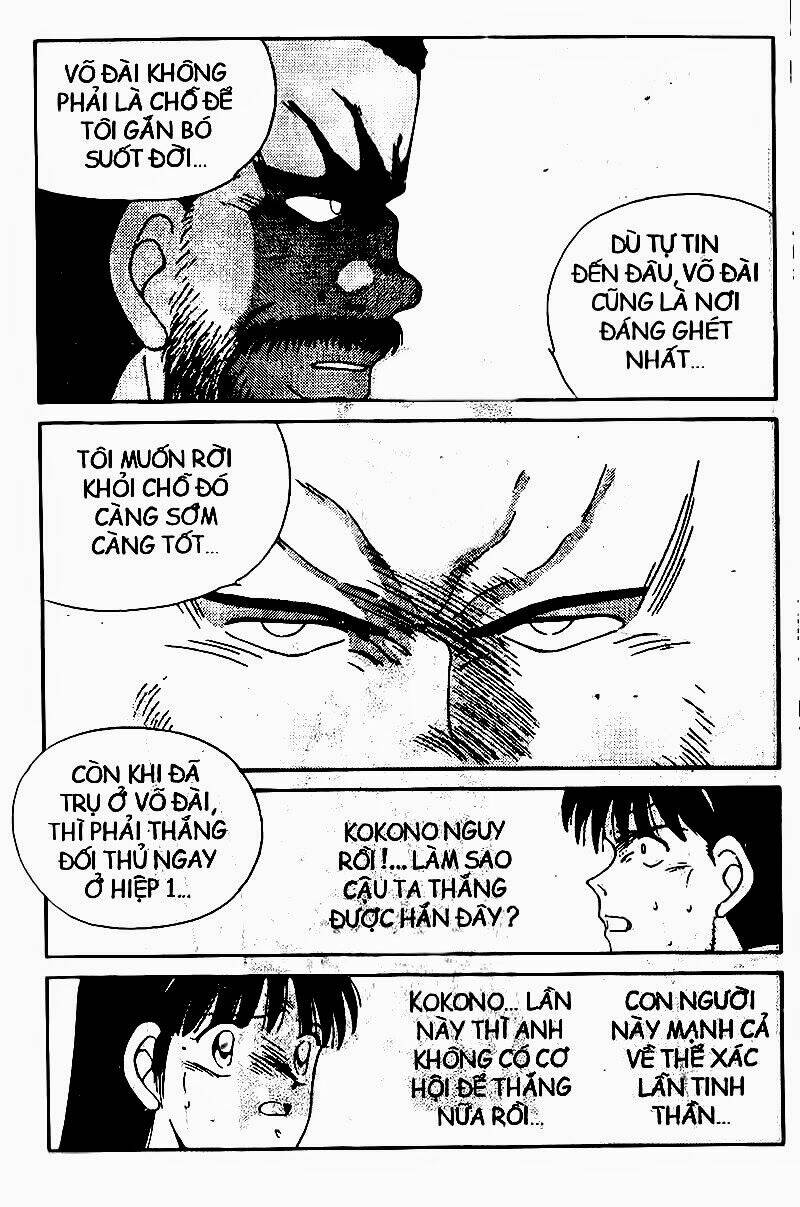 VÕ ĐÀI KHÔNG
PHẢI LÀ CHỖ ĐỂ
TÔI GẮN BÓ
SUỐT ĐỜI...
DÙ TỰ TIN
ĐẾN ĐÂU, VÕ ĐÀI
CŨNG LÀ NƠI
ĐÁNG GHÉT
NHẤT...
TÔI MUỐN RỜI
KHỎI CHỖ ĐÓ
CÀNG SỚM
CÀNG TỐT...
CÒN KHI ĐÃ
TRỤ Ở VÕ ĐÀI,
THÌ PHẢI THẮNG
ĐỐI THỦ NGAY
Ở HIỆP 1...
KOKONO NGUY
RỒI!... LÀM SAO
CẬU TA THẮNG
ĐƯỢC HẮN ĐÂY?
KOKONO... LẦN
NÀY THÌ ANH
KHÔNG CÓ CƠ
HỘI ĐỂ THẮNG
NỮA RỒI...
CON NGƯỜI
NÀY MẠNH CẢ
VỀ THỂ XÁC
LẪN TINH
THẦN...